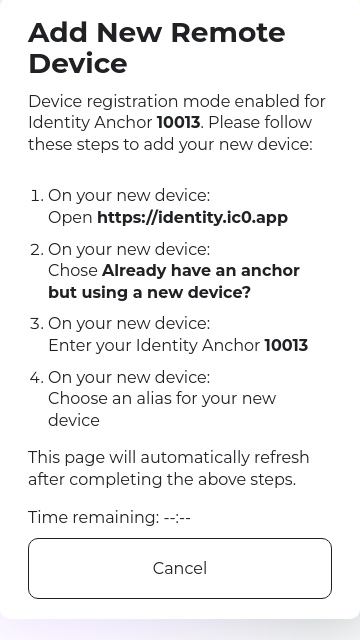 Add New Remote
Device
Device registration mode enabled for
Identity Anchor 10013. Please follow
these steps to add your new device:
1. On your new device:
Open https://identity.ic0.app
2. On your new device:
Chose Already have an anchor
but using a new device?
3. On your new device:
Enter your Identity Anchor 10013
4. On your new device:
Choose an alias for your new
device
This page will automatically refresh
after completing the above steps.
Time remaining: --:--
Cancel